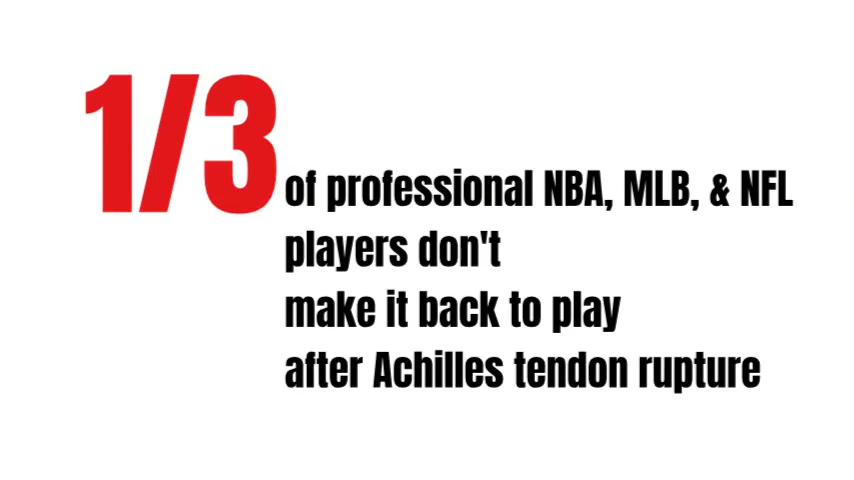 1/3
of professional NBA, MLB, & NFL
players don't
make it back to play
after Achilles tendon rupture